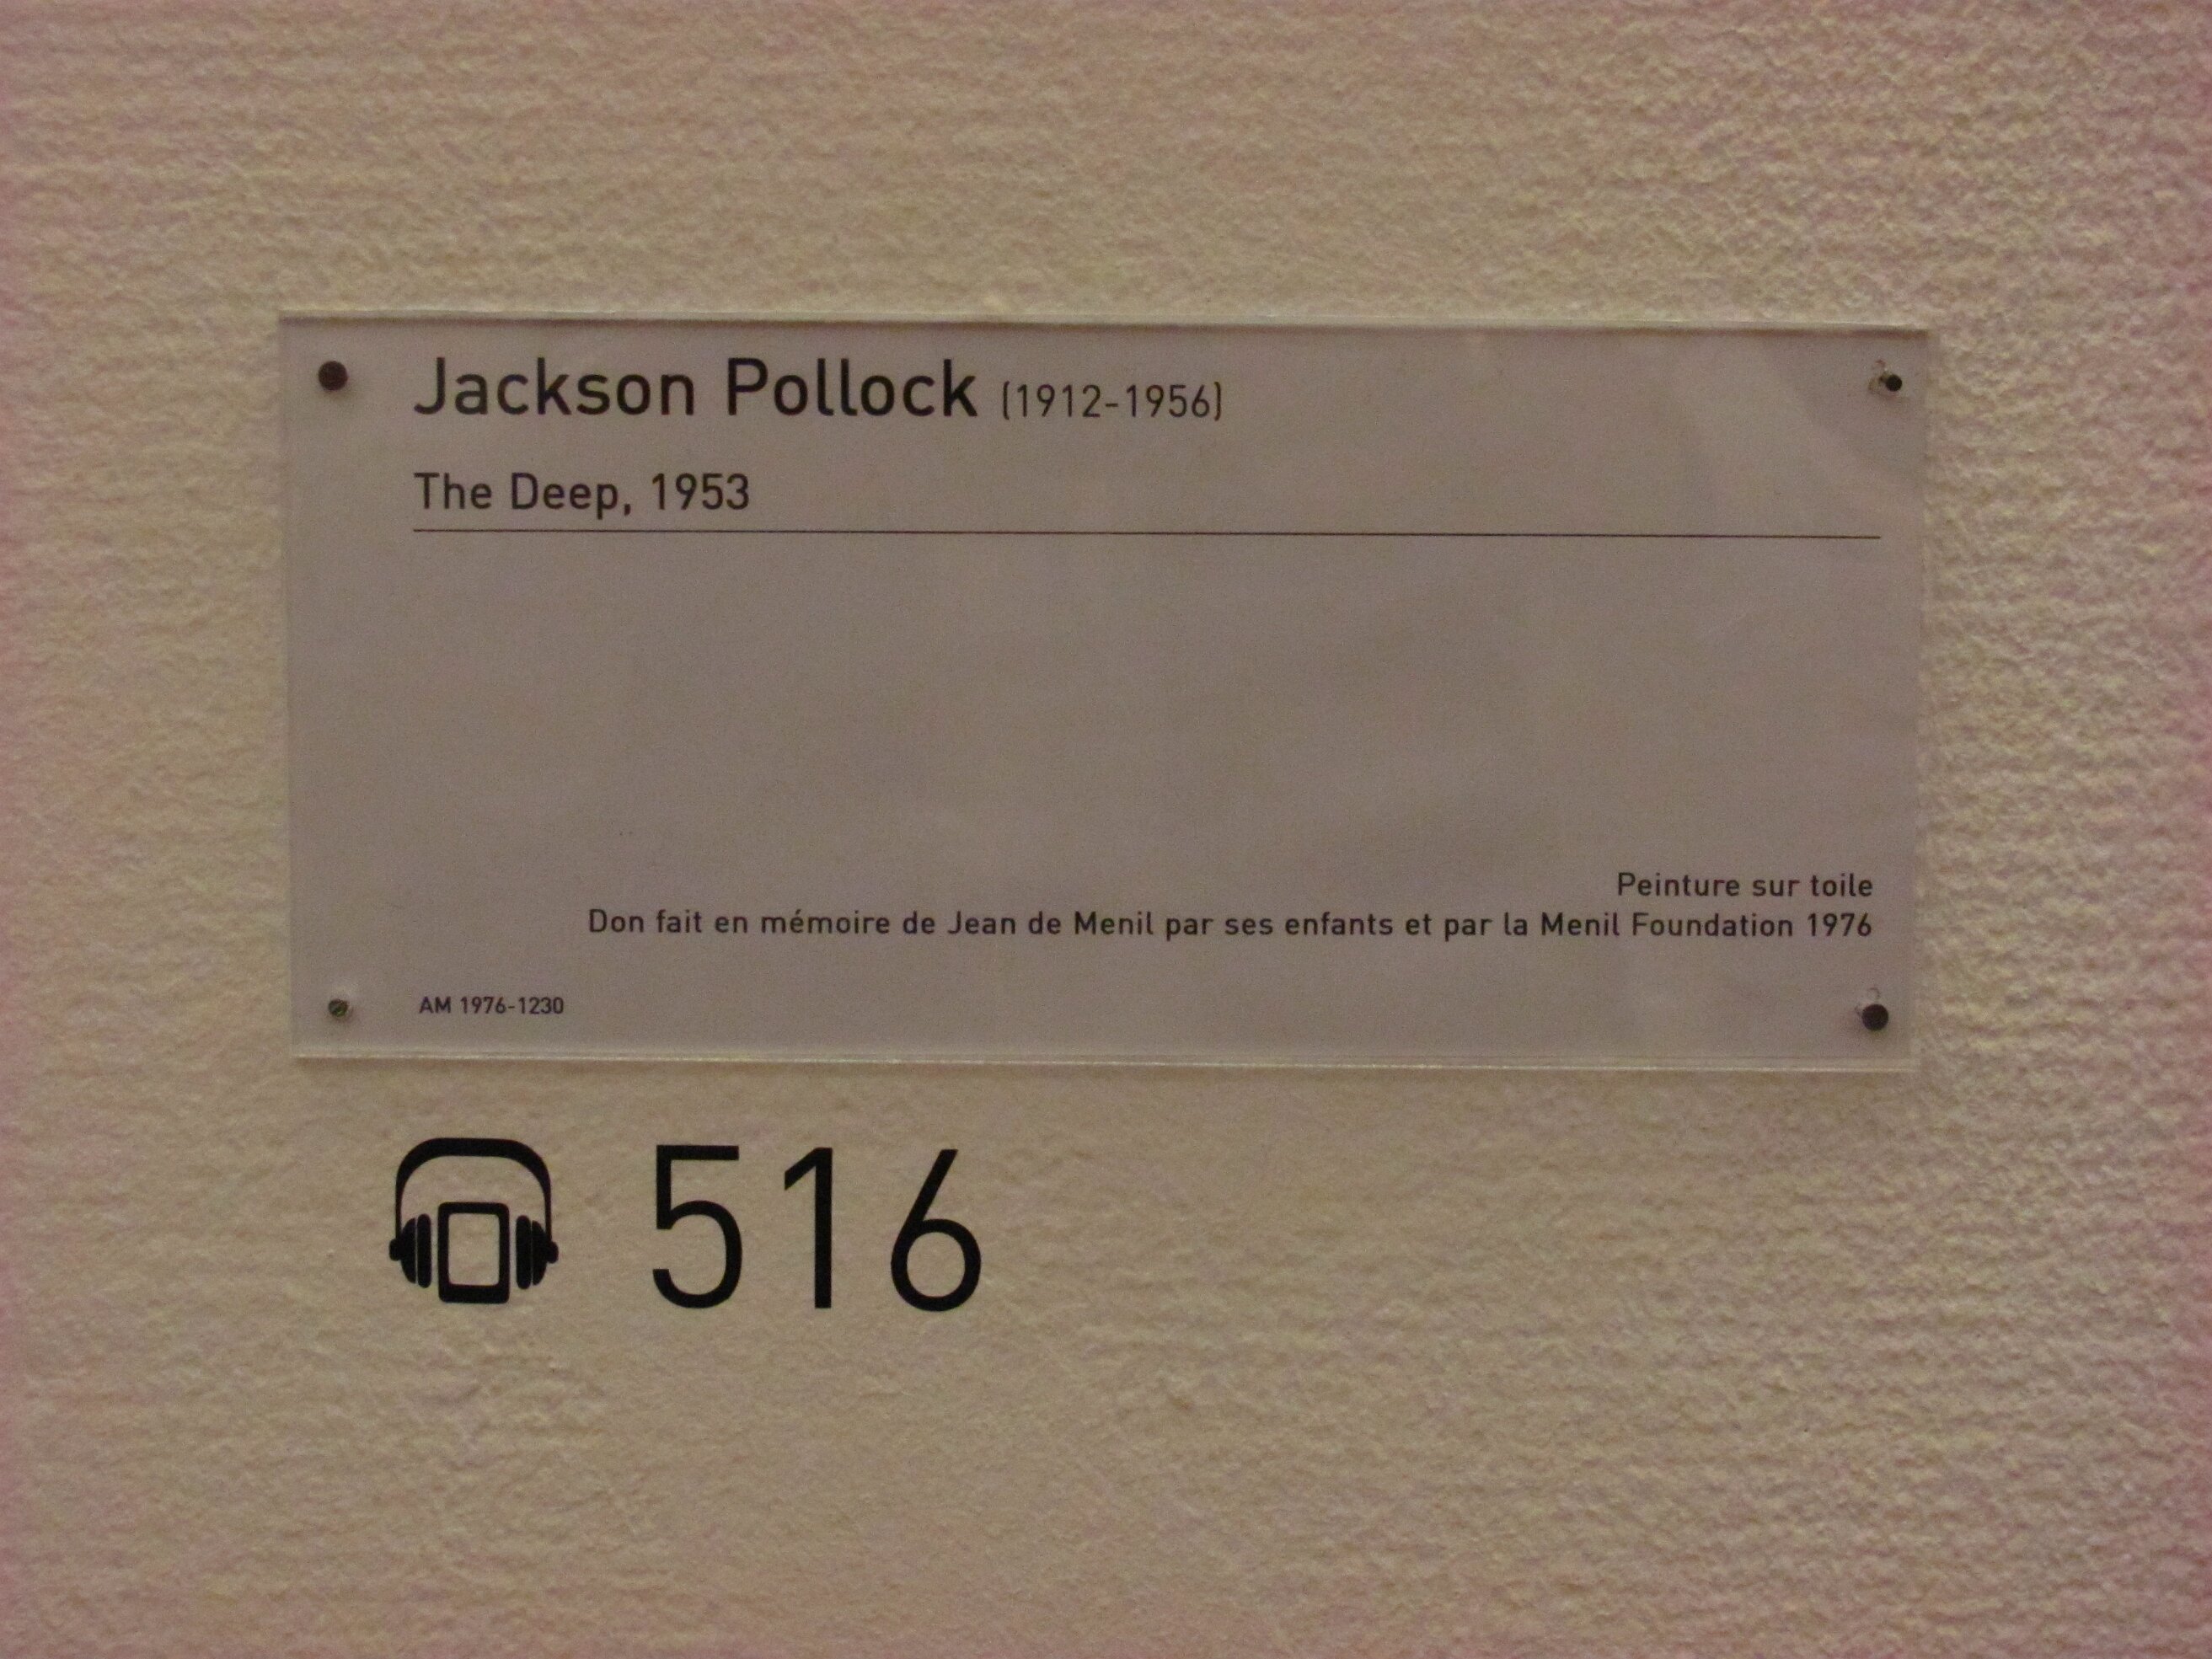 Jackson Pollock (1912-1956)
The Deep, 1953
Peinture sur toile
Don fait en mémoire de Jean de Menil par ses enfants et par la Menil Foundation 1976
AM 1976-1230
516